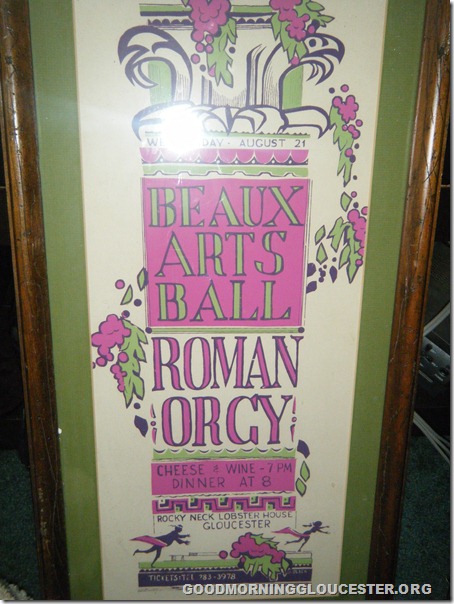 AUGUST 21
BEAUX
ARTS
BALL
ROMAN
ORGY
CHEESE & WINE - 7 PM
DINNER AT 8
ROCKY NECK LOBSTER HOUSE
GLOUCESTER
TICKETS: TEL. 283-3978
GOODMORNINGGLOUCESTER.ORG